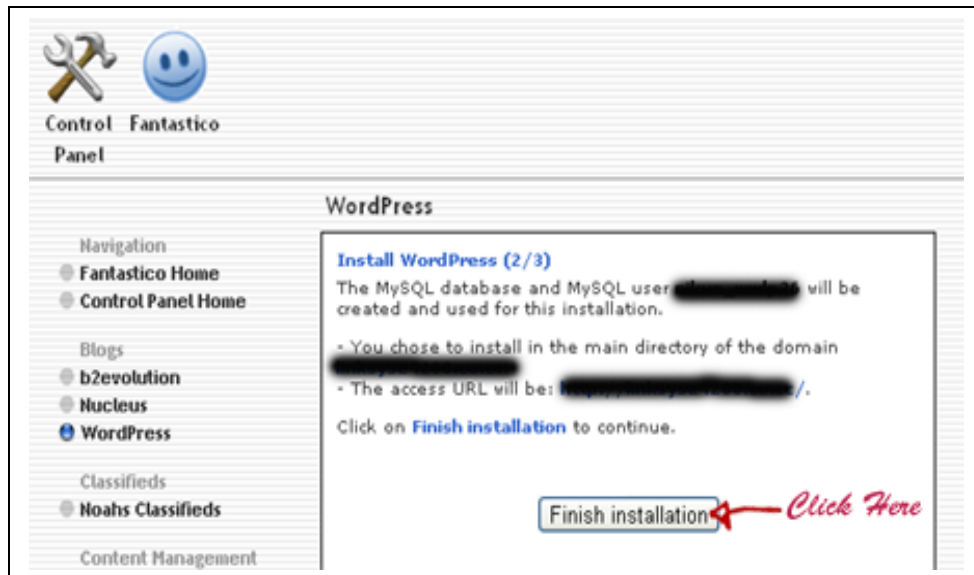 Control Panel
Fantastico
WordPress
Navigation
Fantastico Home
Control Panel Home
Blogs
b2evolution
Nucleus
WordPress
Classifieds
Noahs Classifieds
Content Management
Install WordPress (2/3)
The MySQL database and MySQL user will be
created and used for this installation.
- You chose to install in the main directory of the domain
- The access URL will be: /.
Click on Finish installation to continue.
Finish installation
Click Here